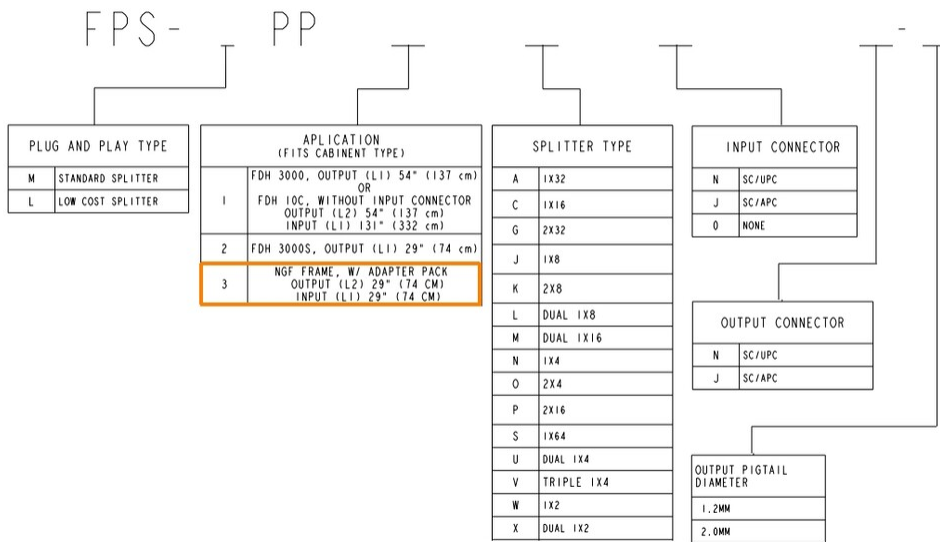 FPS- PP -
PLUG AND PLAY TYPE
M STANDARD SPLITTER
L LOW COST SPLITTER
APLICATION
(FITS CABINENT TYPE)
1 FDH 3000, OUTPUT (L1) 54" (137 cm)
OR
FDH IOC, WITHOUT INPUT CONNECTOR
OUTPUT (L2) 54" (137 cm)
INPUT (L1) 131" (332 cm)
2 FDH 3000S, OUTPUT (L1) 29" (74 cm)
3 NGF FRAME, W/ ADAPTER PACK
OUTPUT (L2) 29" (74 CM)
INPUT (L1) 29" (74 CM)
SPLITTER TYPE
A 1X32
C 1X16
G 2X32
J 1X8
K 2X8
L DUAL 1X8
M DUAL 1X16
N 1X4
O 2X4
P 2X16
S 1X64
U DUAL 1X4
V TRIPLE 1X4
W 1X2
X DUAL 1X2
INPUT CONNECTOR
N SC/UPC
J SC/APC
0 NONE
OUTPUT CONNECTOR
N SC/UPC
J SC/APC
OUTPUT PIGTAIL
DIAMETER
1.2MM
2.0MM